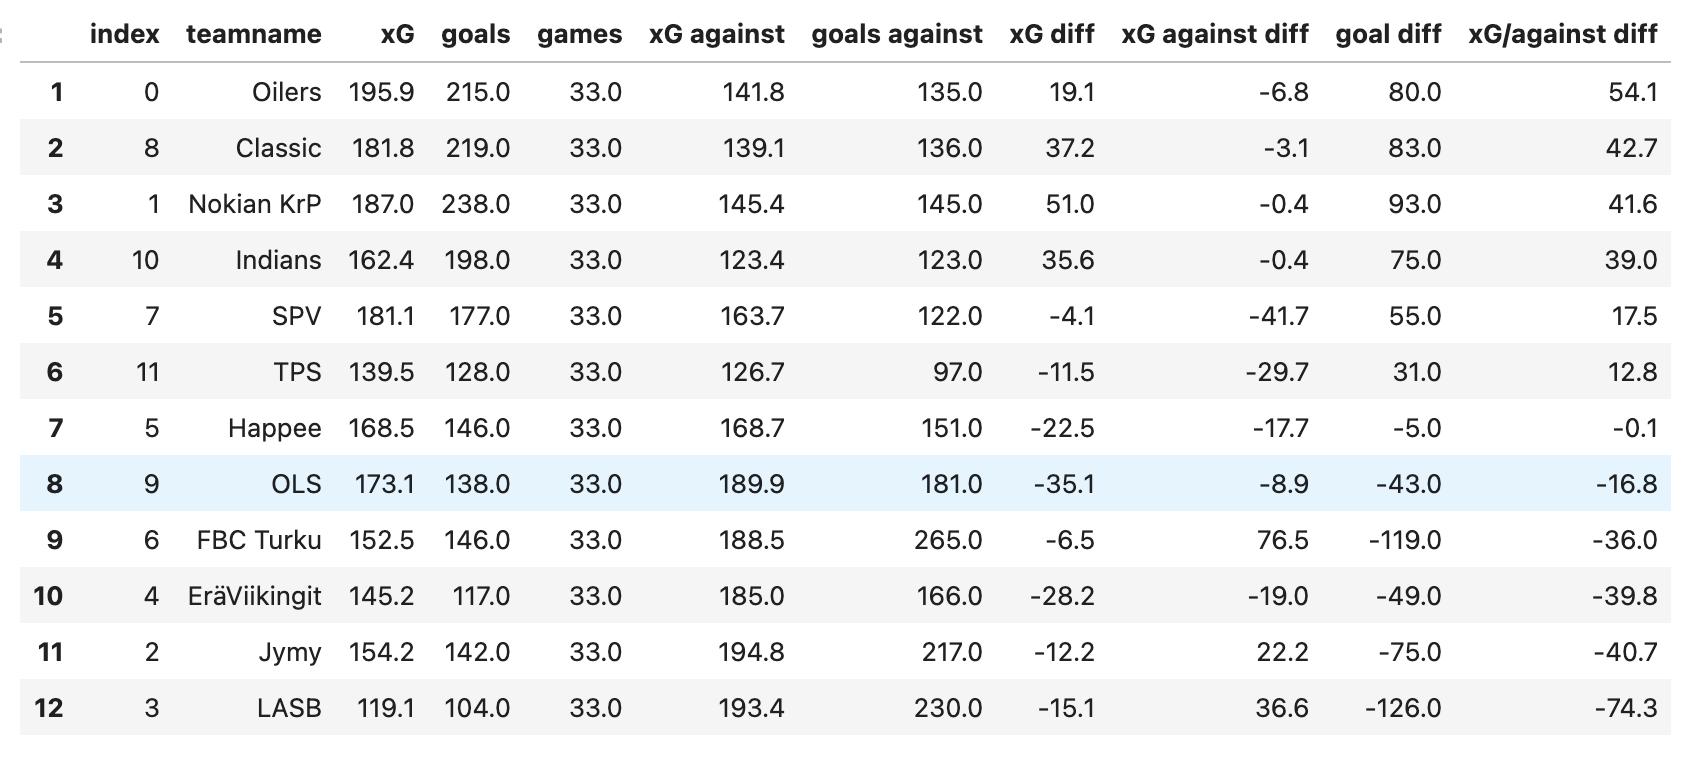 index teamname xG goals games xG against goals against xG diff xG against diff goal diff xG/against diff
1 0 Oilers 195.9 215.0 33.0 141.8 135.0 19.1 -6.8 80.0 54.1
2 8 Classic 181.8 219.0 33.0 139.1 136.0 37.2 -3.1 83.0 42.7
3 1 Nokian KrP 187.0 238.0 33.0 145.4 145.0 51.0 -0.4 93.0 41.6
4 10 Indians 162.4 198.0 33.0 123.4 123.0 35.6 -0.4 75.0 39.0
5 7 SPV 181.1 177.0 33.0 163.7 122.0 -4.1 -41.7 55.0 17.5
6 11 TPS 139.5 128.0 33.0 126.7 97.0 -11.5 -29.7 31.0 12.8
7 5 Happee 168.5 146.0 33.0 168.7 151.0 -22.5 -17.7 -5.0 -0.1
8 9 OLS 173.1 138.0 33.0 189.9 181.0 -35.1 -8.9 -43.0 -16.8
9 6 FBC Turku 152.5 146.0 33.0 188.5 265.0 -6.5 76.5 -119.0 -36.0
10 4 EräViikingit 145.2 117.0 33.0 185.0 166.0 -28.2 -19.0 -49.0 -39.8
11 2 Jymy 154.2 142.0 33.0 194.8 217.0 -12.2 22.2 -75.0 -40.7
12 3 LASB 119.1 104.0 33.0 193.4 230.0 -15.1 36.6 -126.0 -74.3